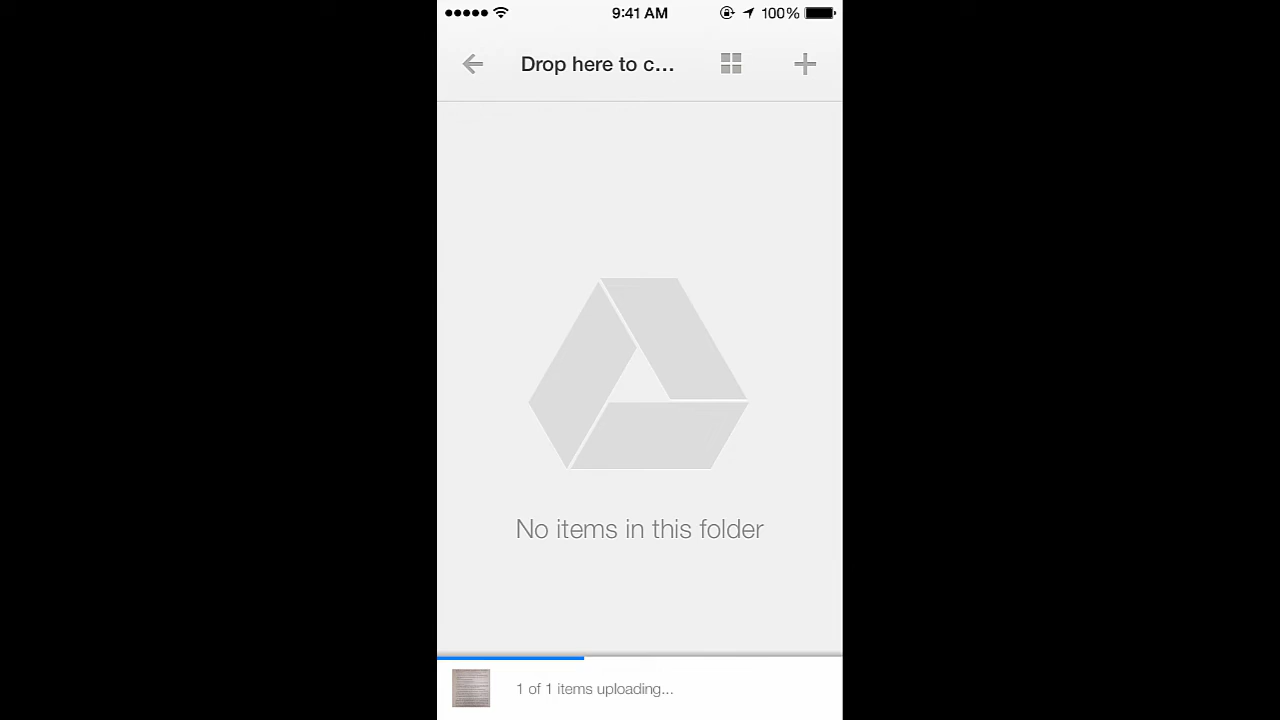 9:41 AM 100%
Drop here to c...
No items in this folder
1 of 1 items uploading...